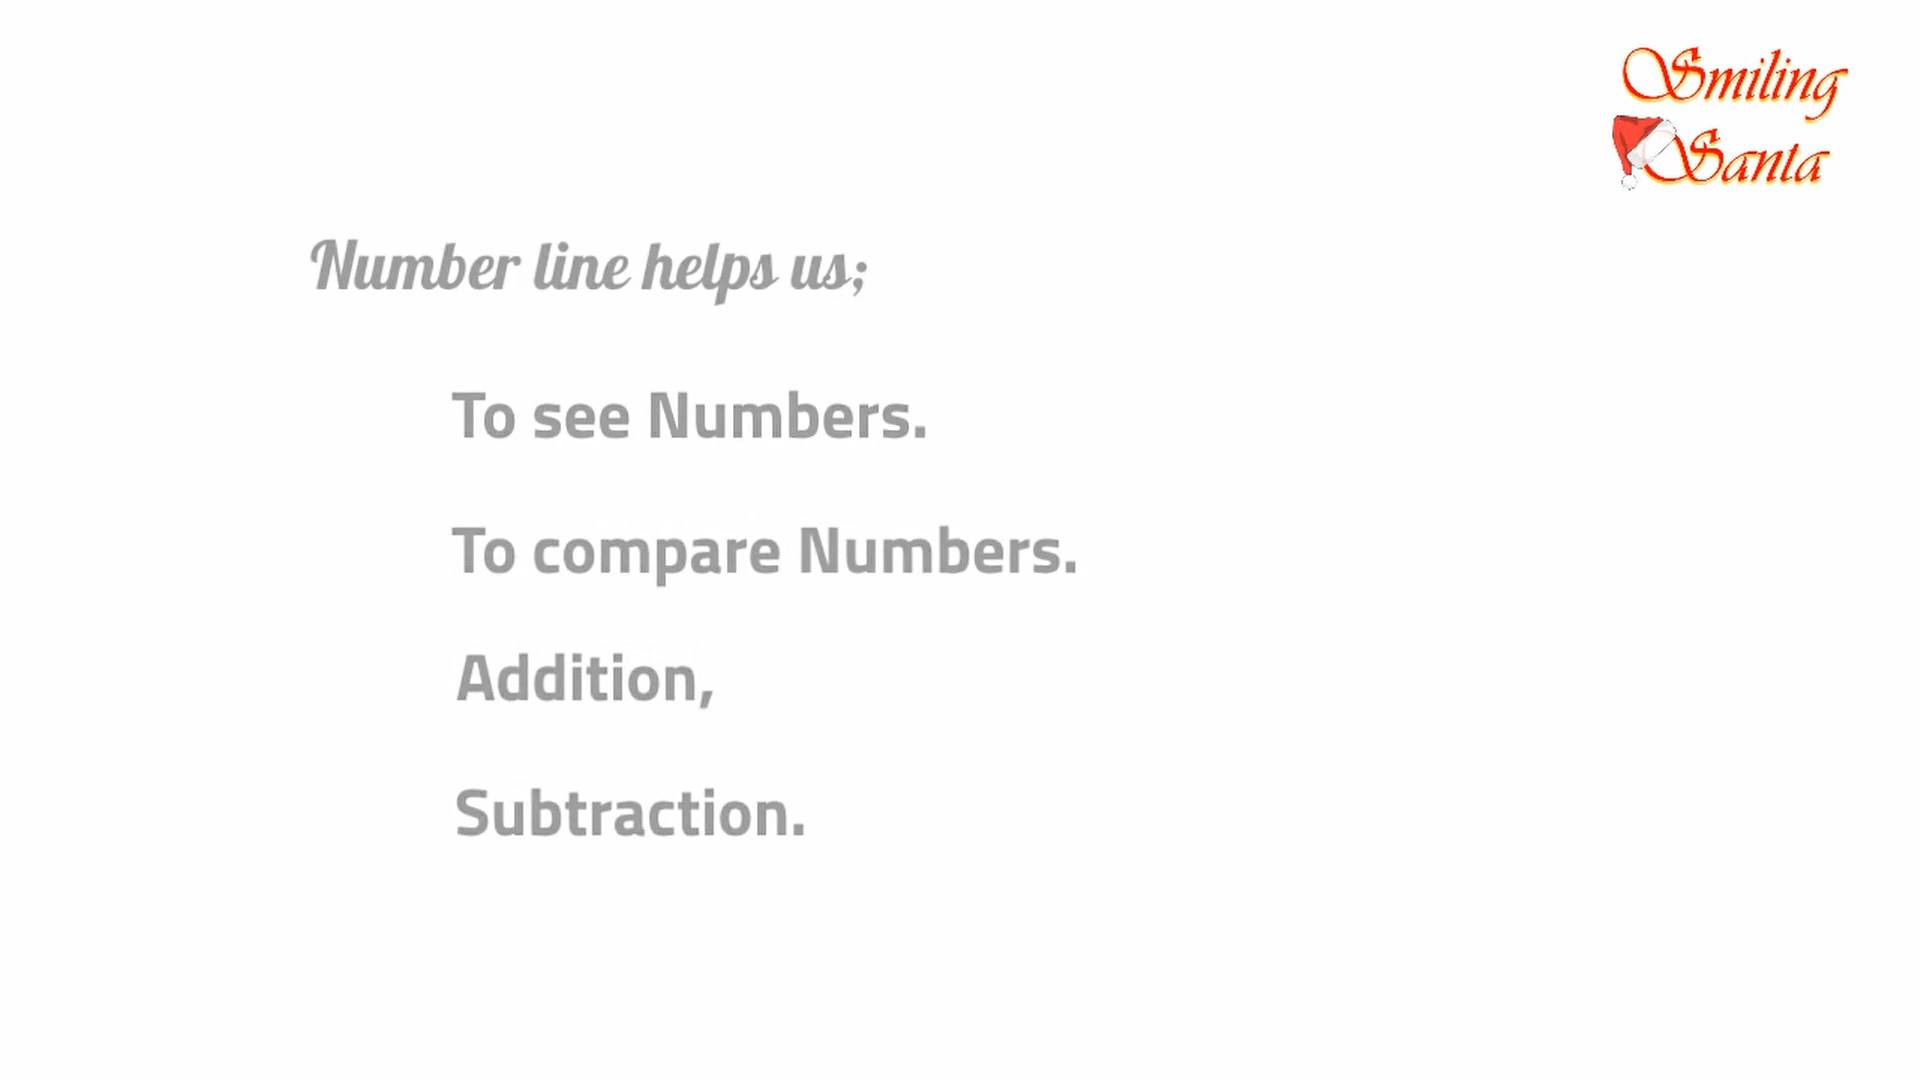 Smiling
Santa
Number line helps us;
To see Numbers.
To compare Numbers.
Addition,
Subtraction.